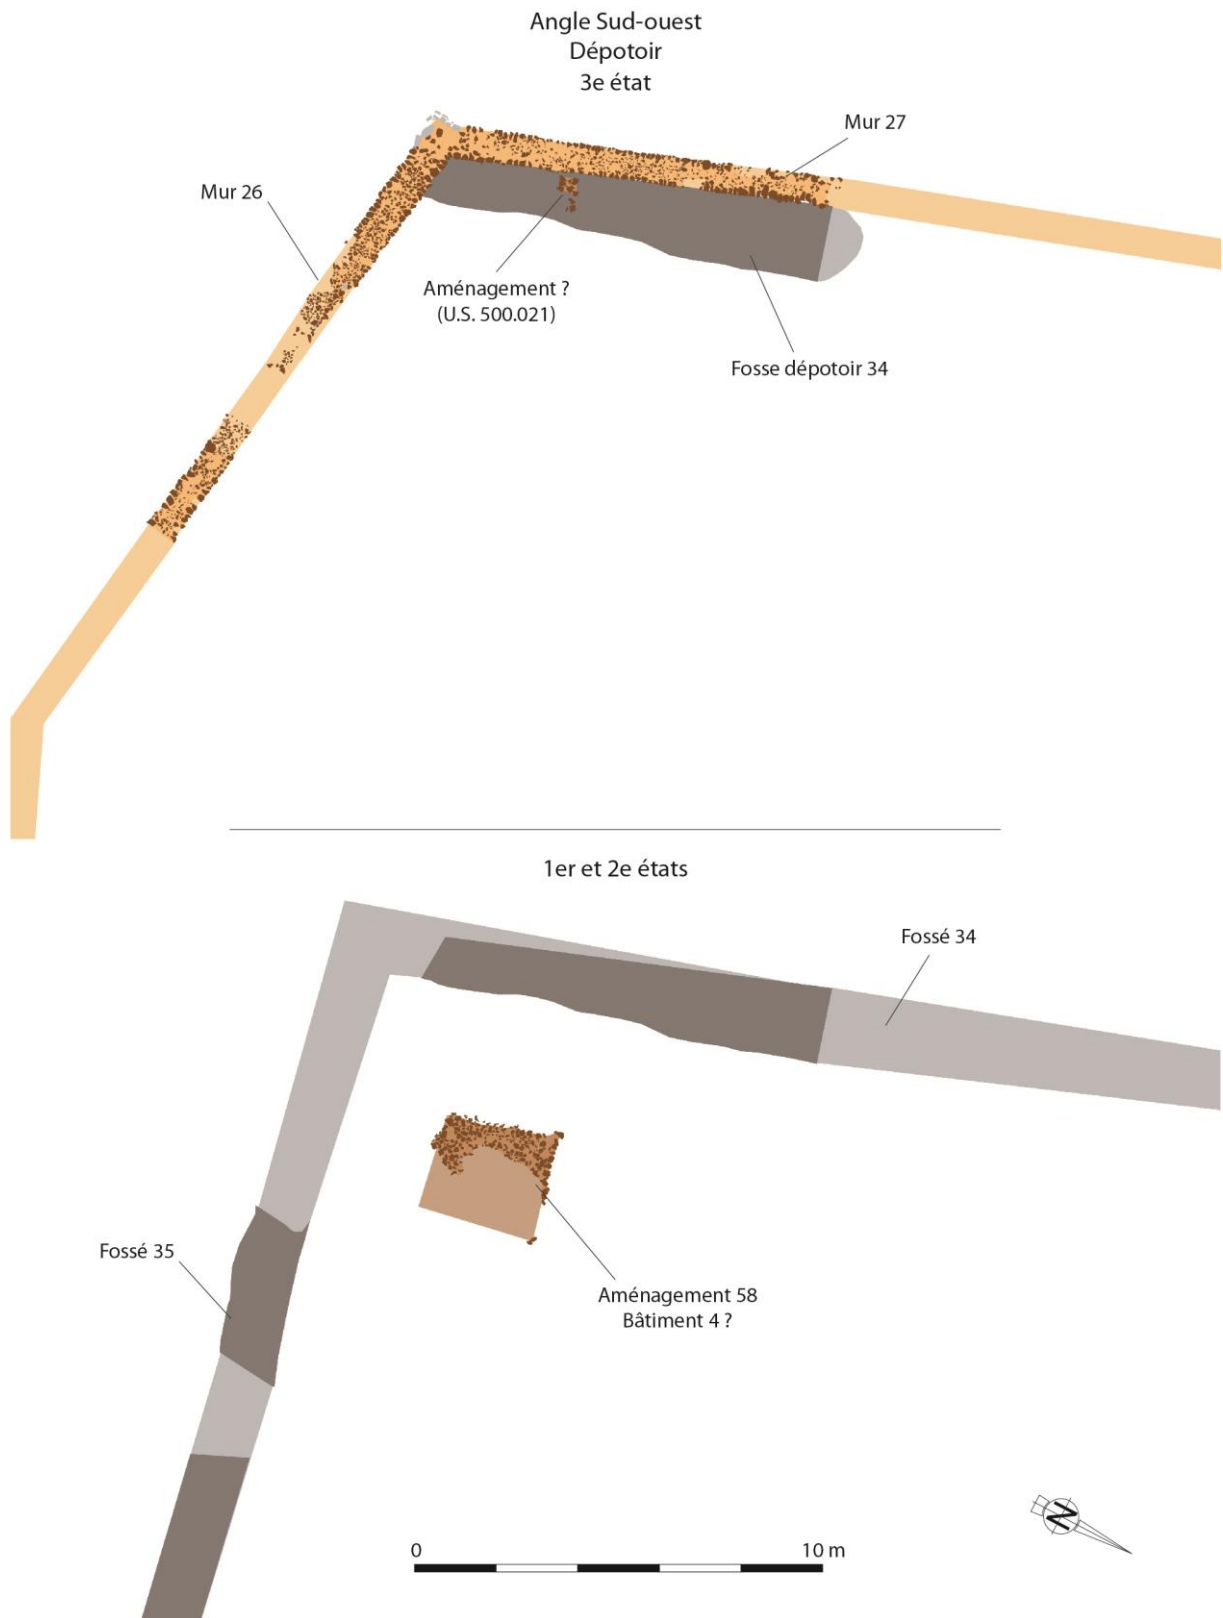 Angle Sud-ouest
Dépotoir
3e état
Mur 27
Mur 26
Aménagement ?
(U.S. 500.021)
Fosse dépotoir 34
1er et 2e états
Fossé 34
Fossé 35
Aménagement 58
Bâtiment 4 ?
N
0 10 m